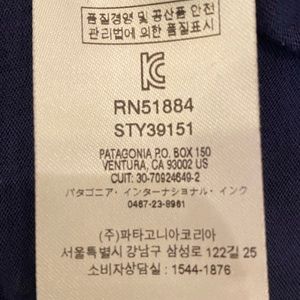 품질경영 및 공산품 안전
관리법에 의한 품질표시
RN51884
STY39151
PATAGONIA P.O. BOX 150
VENTURA, CA 93002 US
CUIT: 30-70924649-2
パタゴニア・インターナショナル・インク
0467-23-8961
(주)파타고니아코리아
서울특별시 강남구 삼성로 122길 25
소비자상담실 : 1544-1876